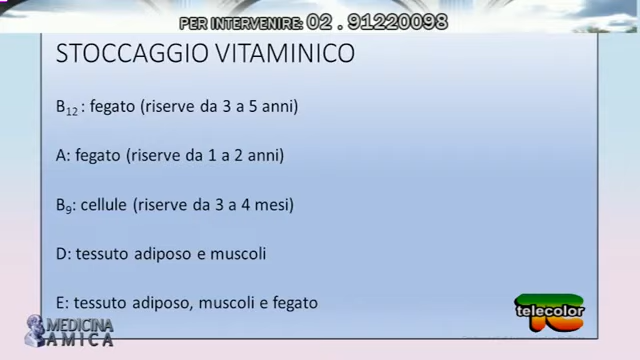 PER INTERVENIRE: 02 . 91220098
STOCCAGGIO VITAMINICO
B12 : fegato (riserve da 3 a 5 anni)
A: fegato (riserve da 1 a 2 anni)
B9: cellule (riserve da 3 a 4 mesi)
D: tessuto adiposo e muscoli
E: tessuto adiposo, muscoli e fegato
telecolor
MEDICINA
AMICA